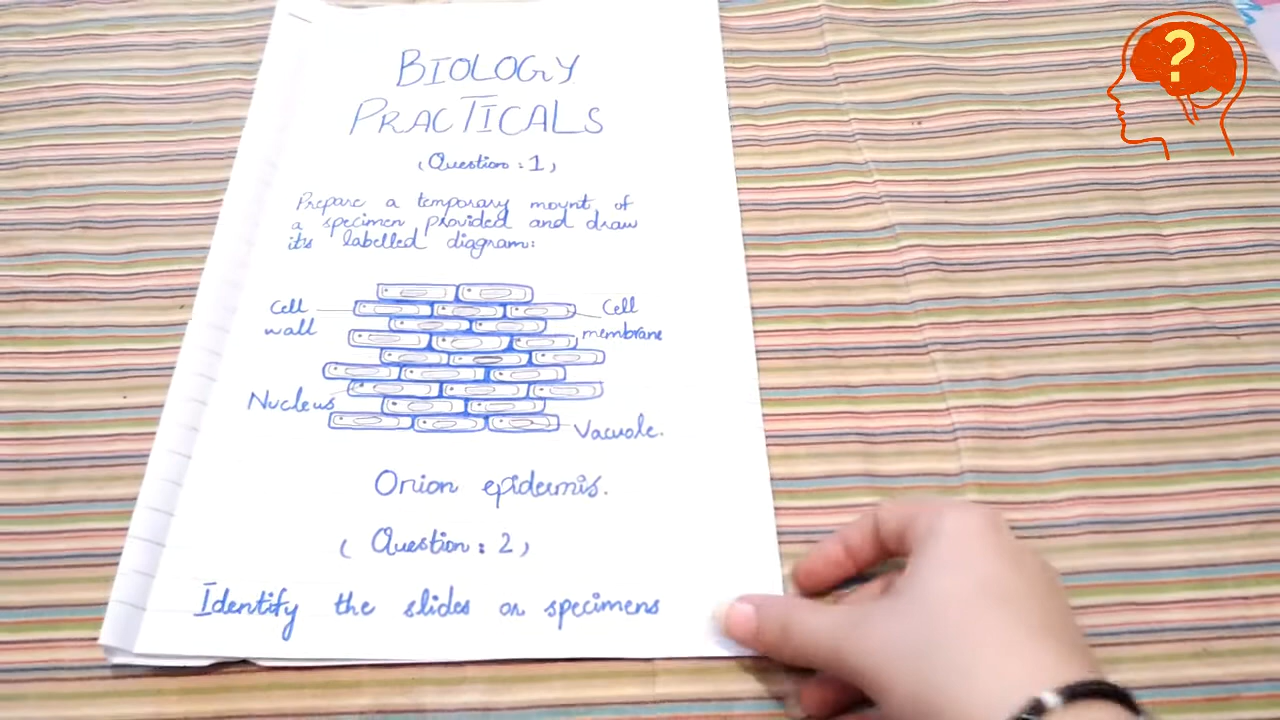 BIOLOGY
PRACTICALS
(Question : 1)
Prepare a temporary mount of
a specimen provided and draw
its labelled diagram:
Cell
wall
Cell
membrane
Nucleus
Vacuole.
Onion epidermis.
(Question : 2)
Identify the slides or specimens
?